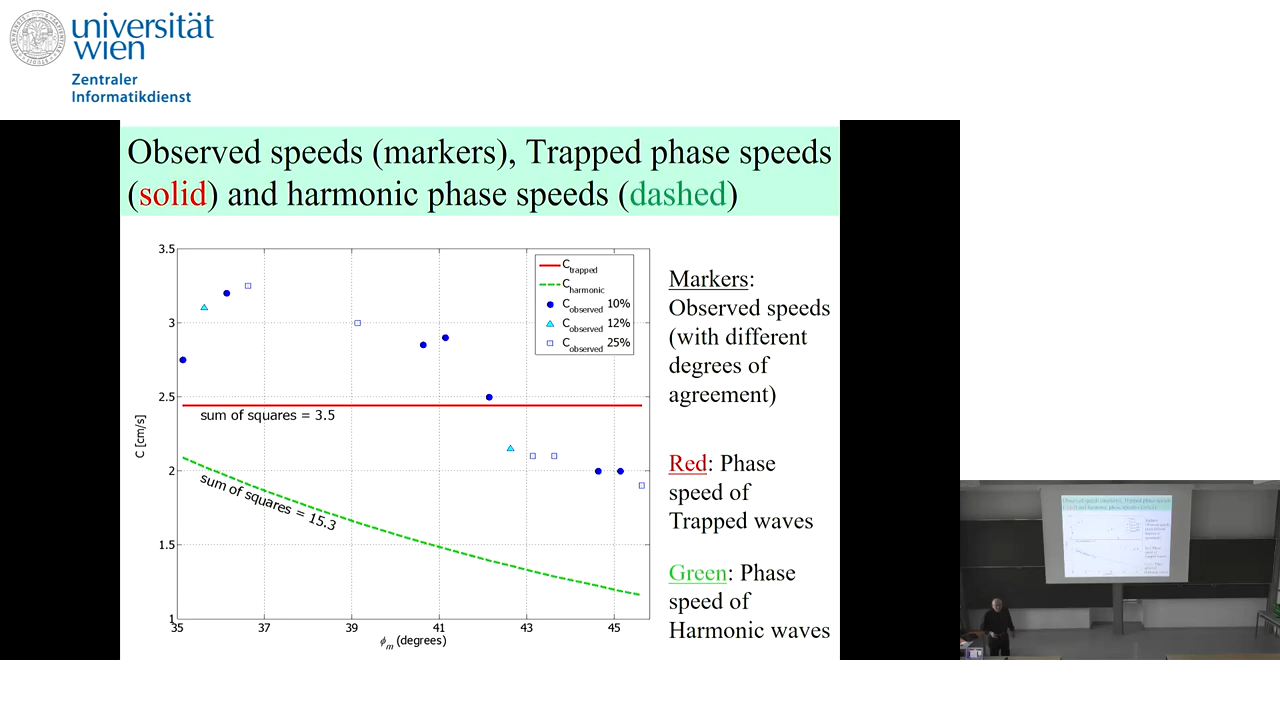 universität
wien
Zentraler
Informatikdienst
Observed speeds (markers), Trapped phase speeds
(solid) and harmonic phase speeds (dashed)
3.5
3
2.5
2
1.5
1
C [cm/s]
35
37
39
41
43
45
ϕm (degrees)
sum of squares = 3.5
sum of squares = 15.3
Ctrapped
Charmonic
Cobserved 10%
Cobserved 12%
Cobserved 25%
Markers:
Observed speeds
(with different
degrees of
agreement)
Red: Phase
speed of
Trapped waves
Green: Phase
speed of
Harmonic waves